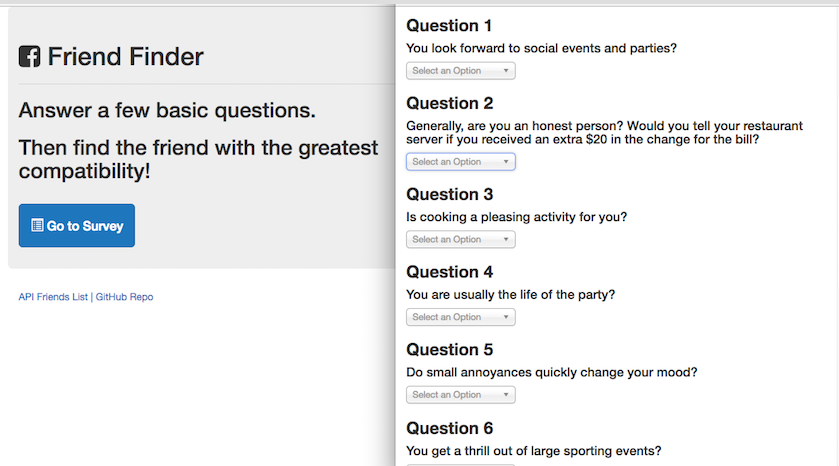 Friend Finder
Answer a few basic questions.
Then find the friend with the greatest
compatibility!
Go to Survey
API Friends List | GitHub Repo
Question 1
You look forward to social events and parties?
Select an Option
Question 2
Generally, are you an honest person? Would you tell your restaurant
server if you received an extra $20 in the change for the bill?
Select an Option
Question 3
Is cooking a pleasing activity for you?
Select an Option
Question 4
You are usually the life of the party?
Select an Option
Question 5
Do small annoyances quickly change your mood?
Select an Option
Question 6
You get a thrill out of large sporting events?